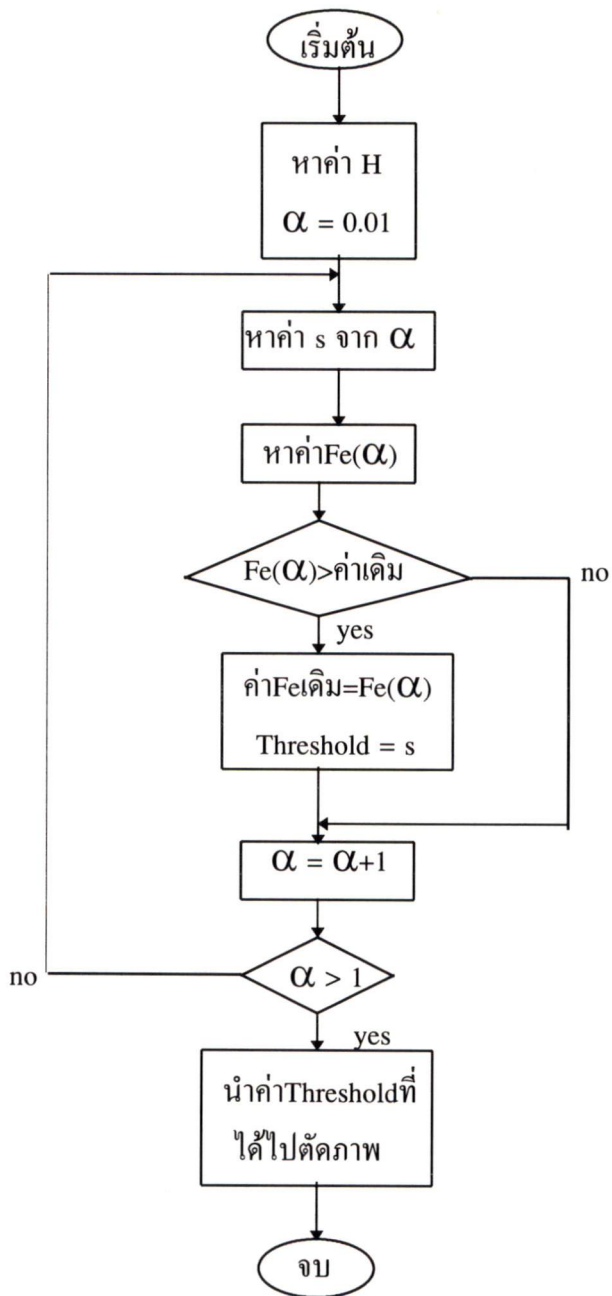 เริ่มต้น
หาค่า H
α = 0.01
หาค่า s จาก α
หาค่าFe(α)
Fe(α)>ค่าเดิม
no
yes
ค่าFeเดิม=Fe(α)
Threshold = s
α = α+1
no
α > 1
yes
นำค่าThresholdที่
ได้ไปตัดภาพ
จบ